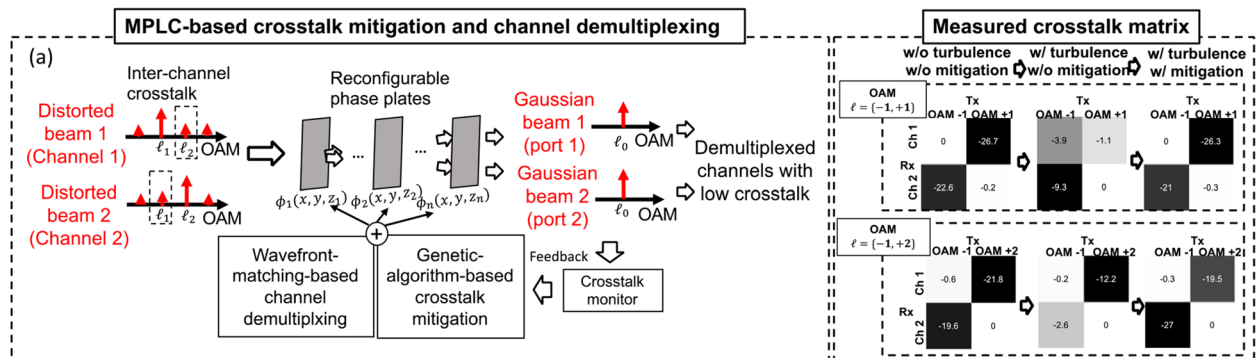 MPLC-based crosstalk mitigation and channel demultiplexing
(a)
Inter-channel
crosstalk
Distorted
beam 1
(Channel 1)
ℓ₁ ℓ₂ OAM
Distorted
beam 2
(Channel 2)
ℓ₁ ℓ₂ OAM
Reconfigurable
phase plates
... ...
ϕ₁(x, y, z₁) ϕ₂(x, y, z₂) ϕₙ(x, y, zₙ)
+
Wavefront-
matching-based
channel
demultiplxing
Genetic-
algorithm-based
crosstalk
mitigation
Gaussian
beam 1
(port 1)
ℓ₀ OAM
Gaussian
beam 2
(port 2)
ℓ₀ OAM
Demultiplexed
channels with
low crosstalk
Feedback
Crosstalk
monitor
Measured crosstalk matrix
w/o turbulence w/ turbulence w/ turbulence
w/o mitigation w/o mitigation w/ mitigation
OAM
ℓ = {−1, +1}
Tx Tx Tx
OAM -1 OAM +1 OAM -1 OAM +1 OAM -1 OAM +1
Ch 1 0 -26.7 -3.9 -1.1 0 -26.3
Rx
Ch 2 -22.6 -0.2 -9.3 0 -21 -0.3
OAM
ℓ = {−1, +2}
Tx Tx Tx
OAM -1 OAM +2 OAM -1 OAM +2 OAM -1 OAM +2
Ch 1 -0.6 -21.8 -0.2 -12.2 -0.3 -19.5
Rx
Ch 2 -19.6 0 -2.6 0 -27 0